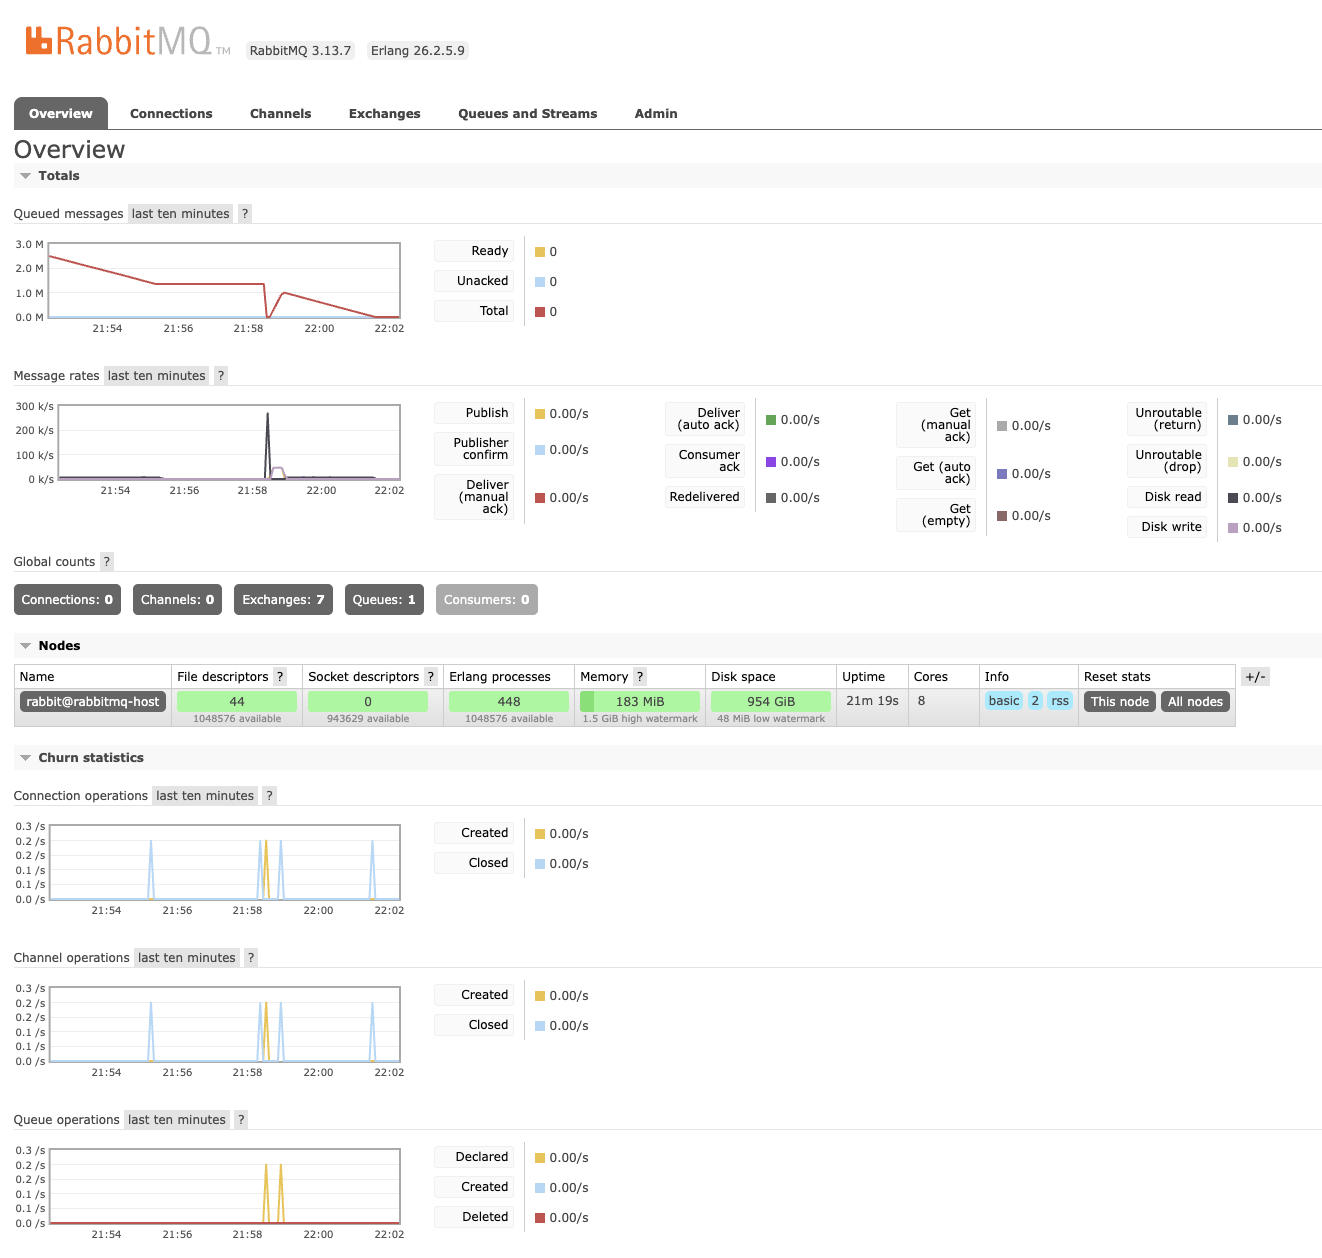 RabbitMQ TM RabbitMQ 3.13.7 Erlang 26.2.5.9
Overview Connections Channels Exchanges Queues and Streams Admin
Overview
Totals
Queued messages last ten minutes ?
3.0 M
2.0 M
1.0 M
0.0 M
21:54 21:56 21:58 22:00 22:02
Ready 0
Unacked 0
Total 0
Message rates last ten minutes ?
300 k/s
200 k/s
100 k/s
0 k/s
21:54 21:56 21:58 22:00 22:02
Publish 0.00/s
Publisher
confirm 0.00/s
Deliver
(manual
ack) 0.00/s
Deliver
(auto ack) 0.00/s
Consumer
ack 0.00/s
Redelivered 0.00/s
Get
(manual
ack) 0.00/s
Get (auto
ack) 0.00/s
Get
(empty) 0.00/s
Unroutable
(return) 0.00/s
Unroutable
(drop) 0.00/s
Disk read 0.00/s
Disk write 0.00/s
Global counts ?
Connections: 0 Channels: 0 Exchanges: 7 Queues: 1 Consumers: 0
Nodes
Name File descriptors ? Socket descriptors ? Erlang processes Memory ? Disk space Uptime Cores Info Reset stats +/-
rabbit@rabbitmq-host 44 0 448 183 MiB 954 GiB 21m 19s 8 basic 2 rss This node All nodes
1048576 available 943629 available 1048576 available 1.5 GiB high watermark 48 MiB low watermark
Churn statistics
Connection operations last ten minutes ?
0.3 /s
0.2 /s
0.2 /s
0.1 /s
0.1 /s
0.0 /s
21:54 21:56 21:58 22:00 22:02
Created 0.00/s
Closed 0.00/s
Channel operations last ten minutes ?
0.3 /s
0.2 /s
0.2 /s
0.1 /s
0.1 /s
0.0 /s
21:54 21:56 21:58 22:00 22:02
Created 0.00/s
Closed 0.00/s
Queue operations last ten minutes ?
0.3 /s
0.2 /s
0.2 /s
0.1 /s
0.1 /s
0.0 /s
21:54 21:56 21:58 22:00 22:02
Declared 0.00/s
Created 0.00/s
Deleted 0.00/s